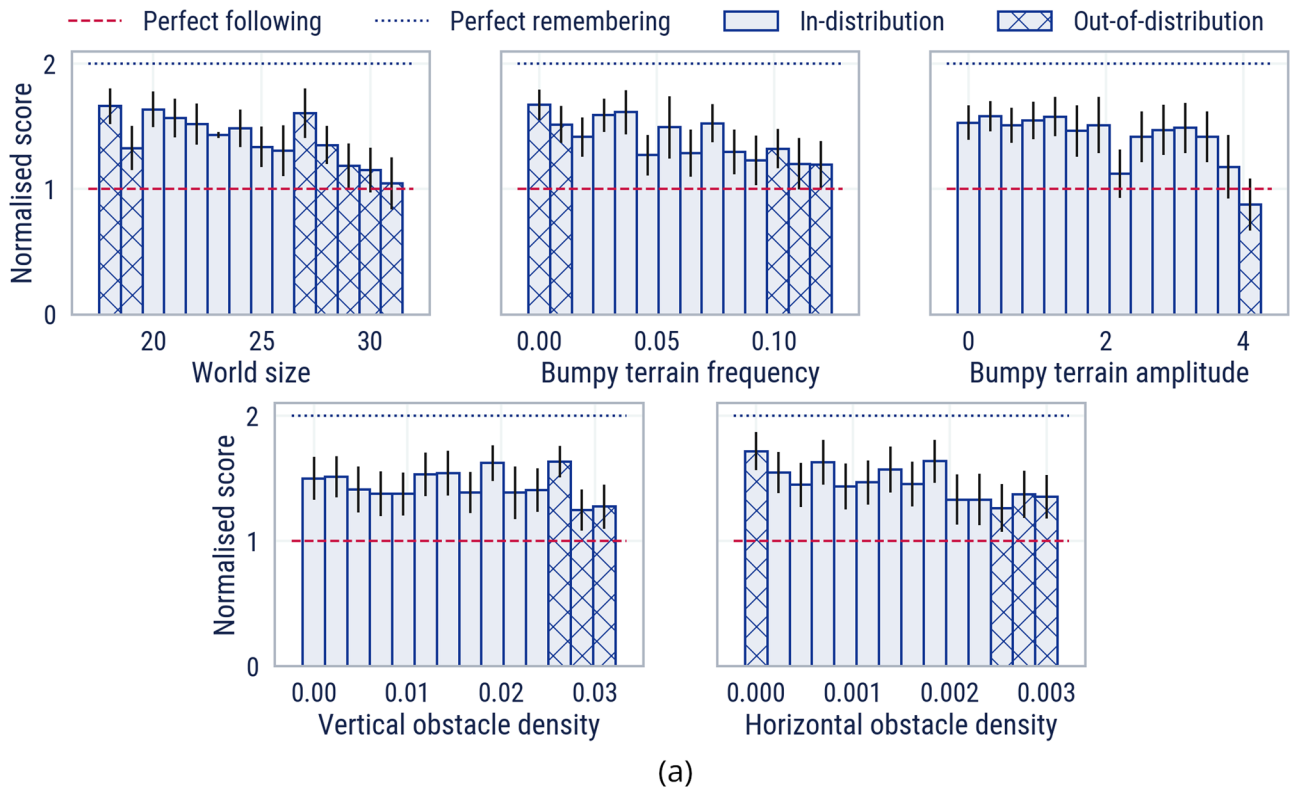 Perfect following Perfect remembering In-distribution Out-of-distribution
Normalised score
2
1
0
20 25 30
World size
0.00 0.05 0.10
Bumpy terrain frequency
0 2 4
Bumpy terrain amplitude
Normalised score
2
1
0
0.00 0.01 0.02 0.03
Vertical obstacle density
0.000 0.001 0.002 0.003
Horizontal obstacle density
(a)